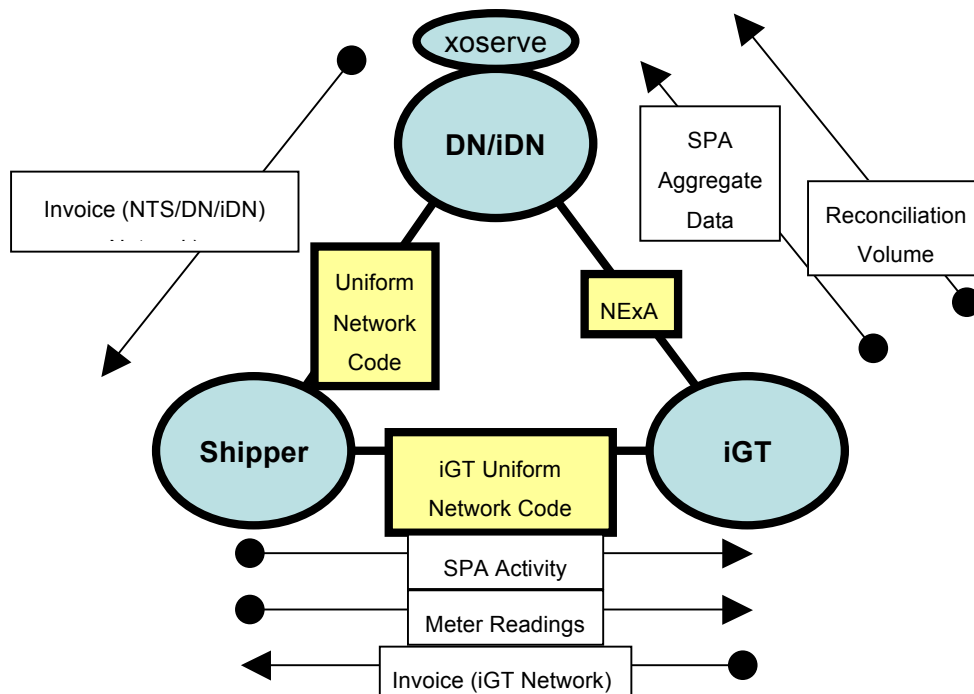 xoserve
DN/iDN
SPA
Aggregate
Data
Invoice (NTS/DN/iDN)
Reconciliation
Volume
Uniform
Network
Code
NExA
Shipper
iGT
iGT Uniform
Network Code
SPA Activity
Meter Readings
Invoice (iGT Network)